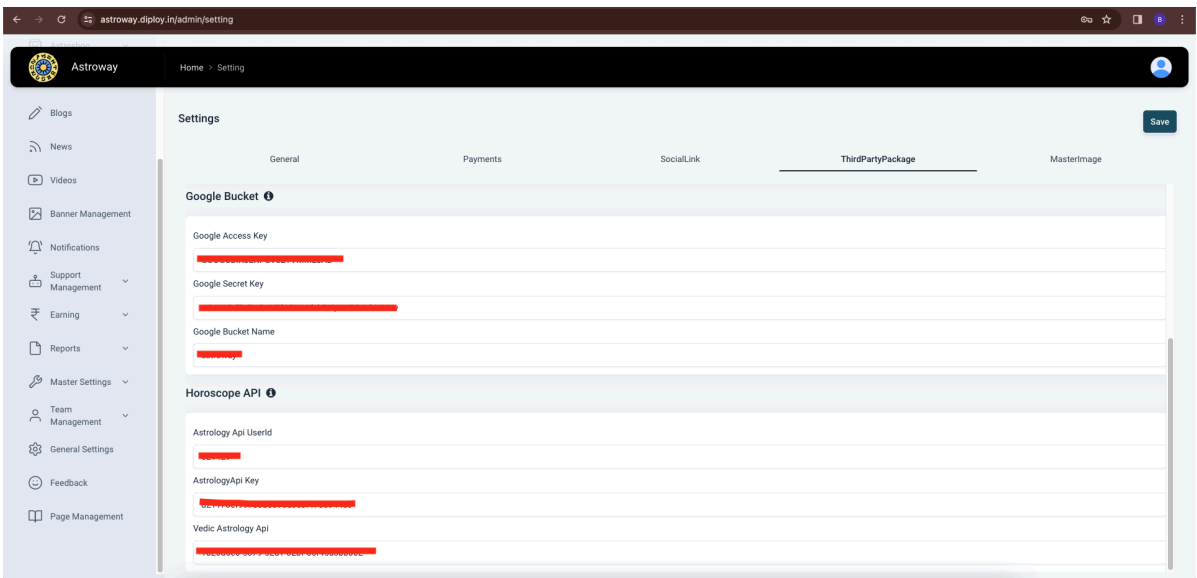 astroway.diploy.in/admin/setting
B
Astroway
Home > Setting
Blogs
News
Videos
Banner Management
Notifications
Support
Management
Earning
Reports
Master Settings
Team
Management
General Settings
Feedback
Page Management
Settings
Save
General
Payments
SocialLink
ThirdPartyPackage
MasterImage
Google Bucket
Google Access Key
Google Secret Key
Google Bucket Name
Horoscope API
Astrology Api UserId
AstrologyApi Key
Vedic Astrology Api